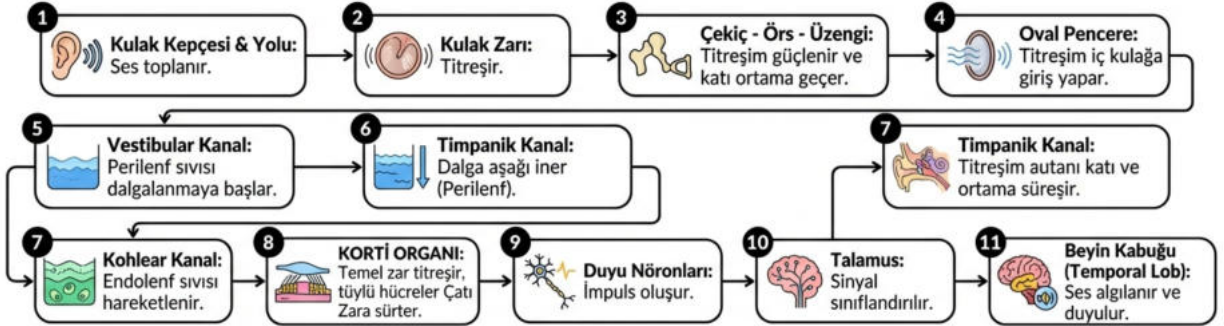 1
Kulak Kepçesi & Yolu:
Ses toplanır.
2
Kulak Zarı:
Titreşir.
3
Çekiç - Örs - Üzengi:
Titreşim güçlenir ve
katı ortama geçer.
4
Oval Pencere:
Titreşim iç kulağa
giriş yapar.
5
Vestibular Kanal:
Perilenf sıvısı
dalgalanmaya başlar.
6
Timpanik Kanal:
Dalga aşağı iner
(Perilenf).
7
Timpanik Kanal:
Titreşim autanı katı ve
ortama süreşir.
7
Kohlear Kanal:
Endolenf sıvısı
hareketlenir.
8
KORTİ ORGANI:
Temel zar titreşir,
tüylü hücreler Çatı
Zara sürter.
9
Duyu Nöronları:
İmpuls oluşur.
10
Talamus:
Sinyal
sınıflandırılır.
11
Beyin Kabuğu
(Temporal Lob):
Ses algılanır ve
duyulur.